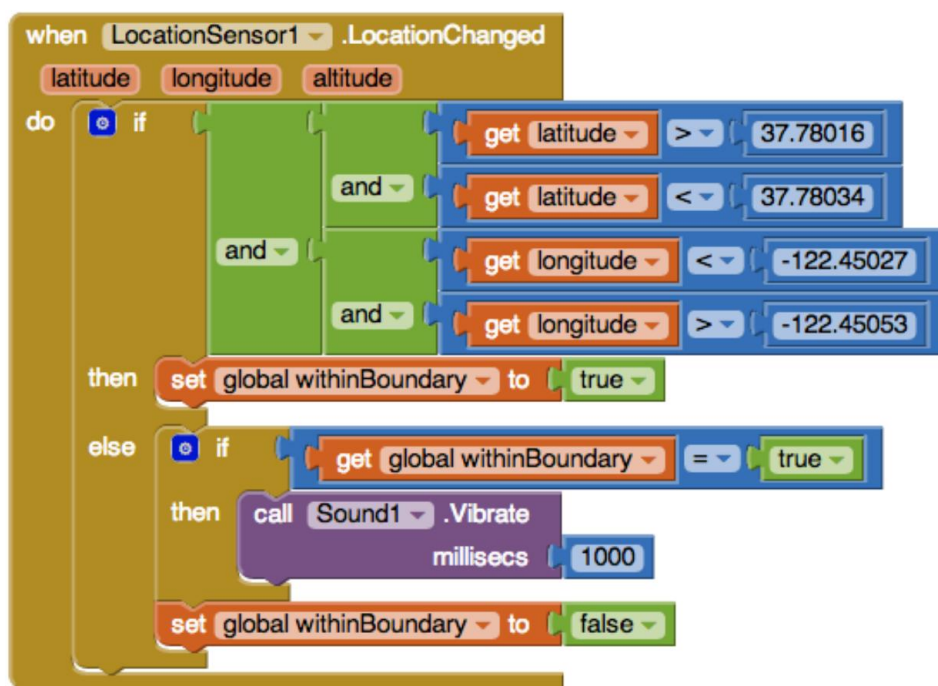 when LocationSensor1 .LocationChanged
latitude longitude altitude
do if get latitude > 37.78016
and get latitude < 37.78034
and get longitude < -122.45027
and get longitude > -122.45053
then set global withinBoundary to true
else if get global withinBoundary = true
then call Sound1 .Vibrate
millisecs 1000
set global withinBoundary to false